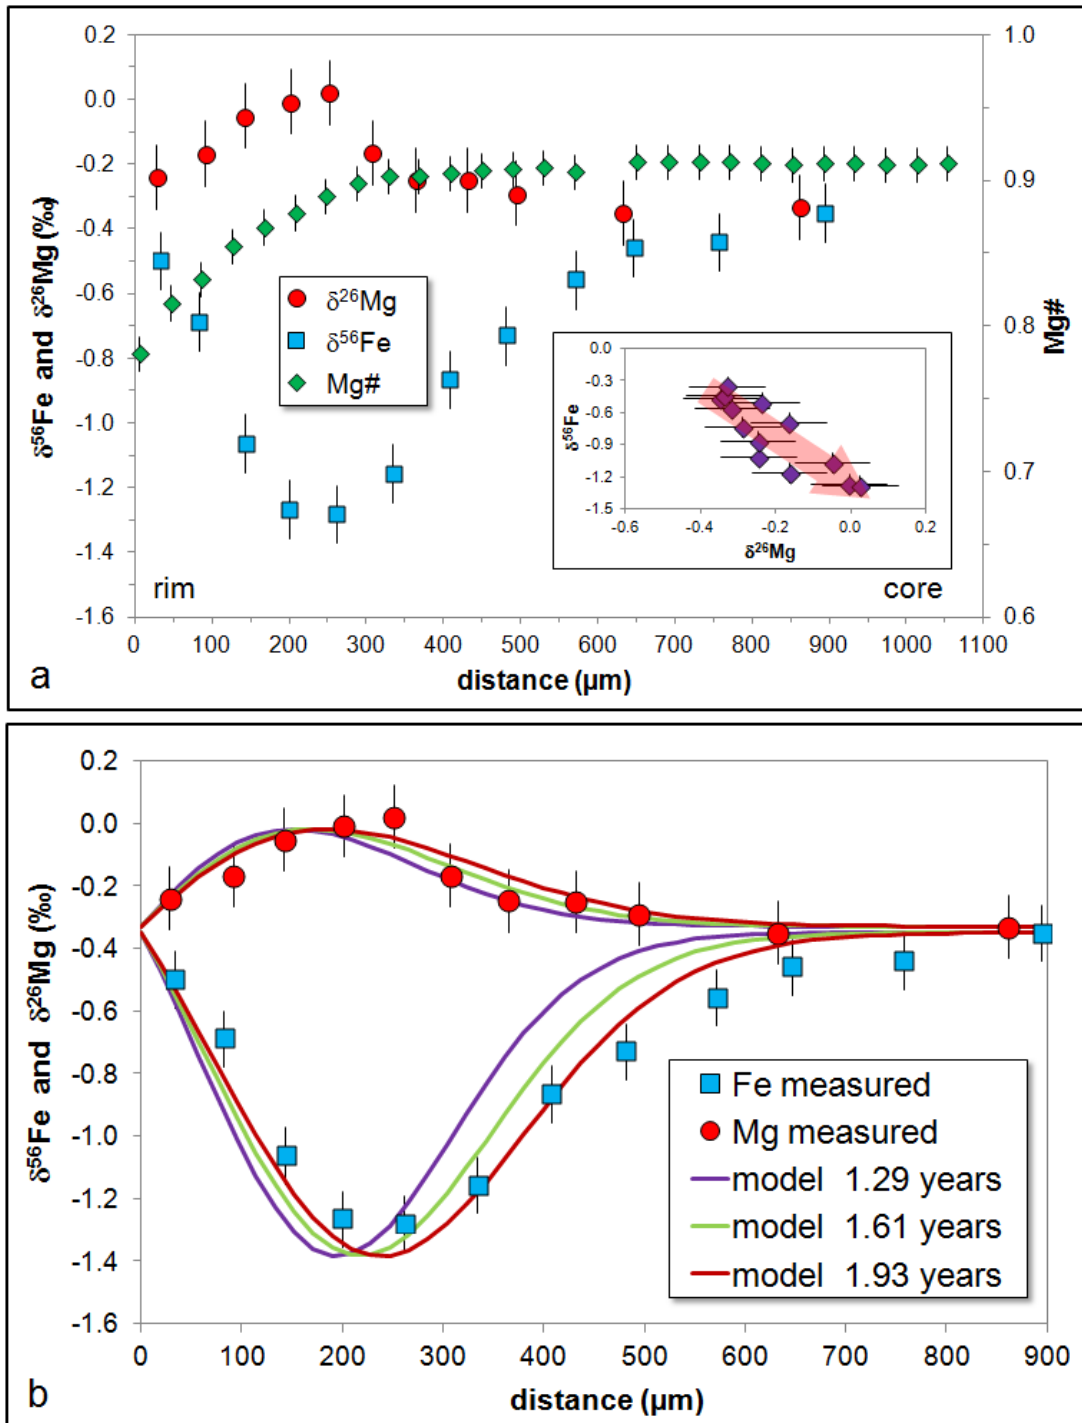 0.2
0.0
-0.2
-0.4
-0.6
-0.8
-1.0
-1.2
-1.4
-1.6
δ⁵⁶Fe and δ²⁶Mg (‰)
1.0
0.9
0.8
0.7
0.6
Mg#
δ²⁶Mg
δ⁵⁶Fe
Mg#
0.0
-0.3
-0.6
-0.9
-1.2
-1.5
δ⁵⁶Fe
-0.6 -0.4 -0.2 0.0 0.2
δ²⁶Mg
rim core
0 100 200 300 400 500 600 700 800 900 1000 1100
distance (µm)
a
0.2
0.0
-0.2
-0.4
-0.6
-0.8
-1.0
-1.2
-1.4
-1.6
δ⁵⁶Fe and δ²⁶Mg (‰)
Fe measured
Mg measured
model 1.29 years
model 1.61 years
model 1.93 years
0 100 200 300 400 500 600 700 800 900
distance (µm)
b